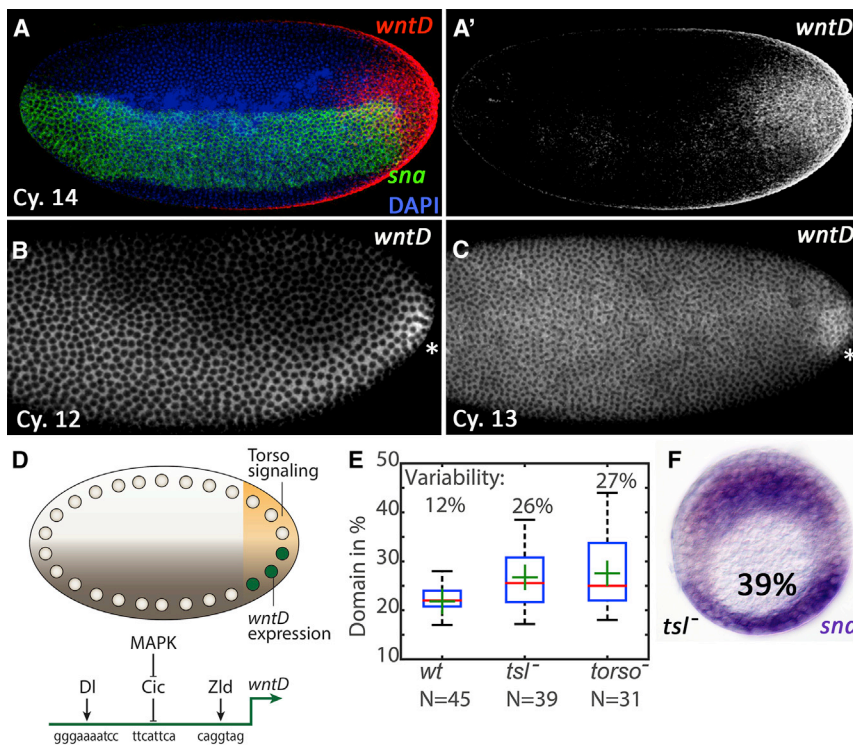 A
wntD
sna
DAPI
Cy. 14
A'
wntD
B
wntD
*
Cy. 12
C
wntD
*
Cy. 13
D
Torso
signaling
wntD
expression
MAPK
Dl Cic Zld wntD
gggaaaatcc ttcattca caggtag
E
Domain in %
50
40
30
20
10
Variability:
12% 26% 27%
wt tsl⁻ torso⁻
N=45 N=39 N=31
F
39%
tsl⁻ sna